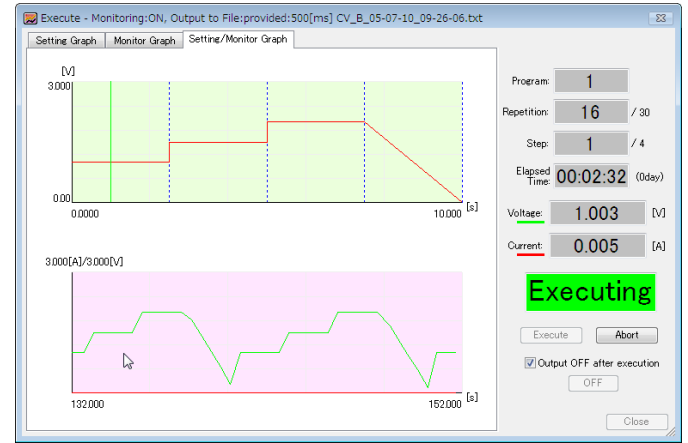 Execute - Monitoring:ON, Output to File:provided:500[ms] CV_B_05-07-10_09-26-06.txt
Setting Graph Monitor Graph Setting/Monitor Graph
[V]
3.000
0.00
0.0000 10.000 [s]
3.000[A]/3.000[V]
132.000 152.000 [s]
Program: 1
Repetition: 16 / 30
Step: 1 / 4
Elapsed Time: 00:02:32 (0day)
Voltage: 1.003 [V]
Current: 0.005 [A]
Executing
Execute Abort
Output OFF after execution
OFF
Close